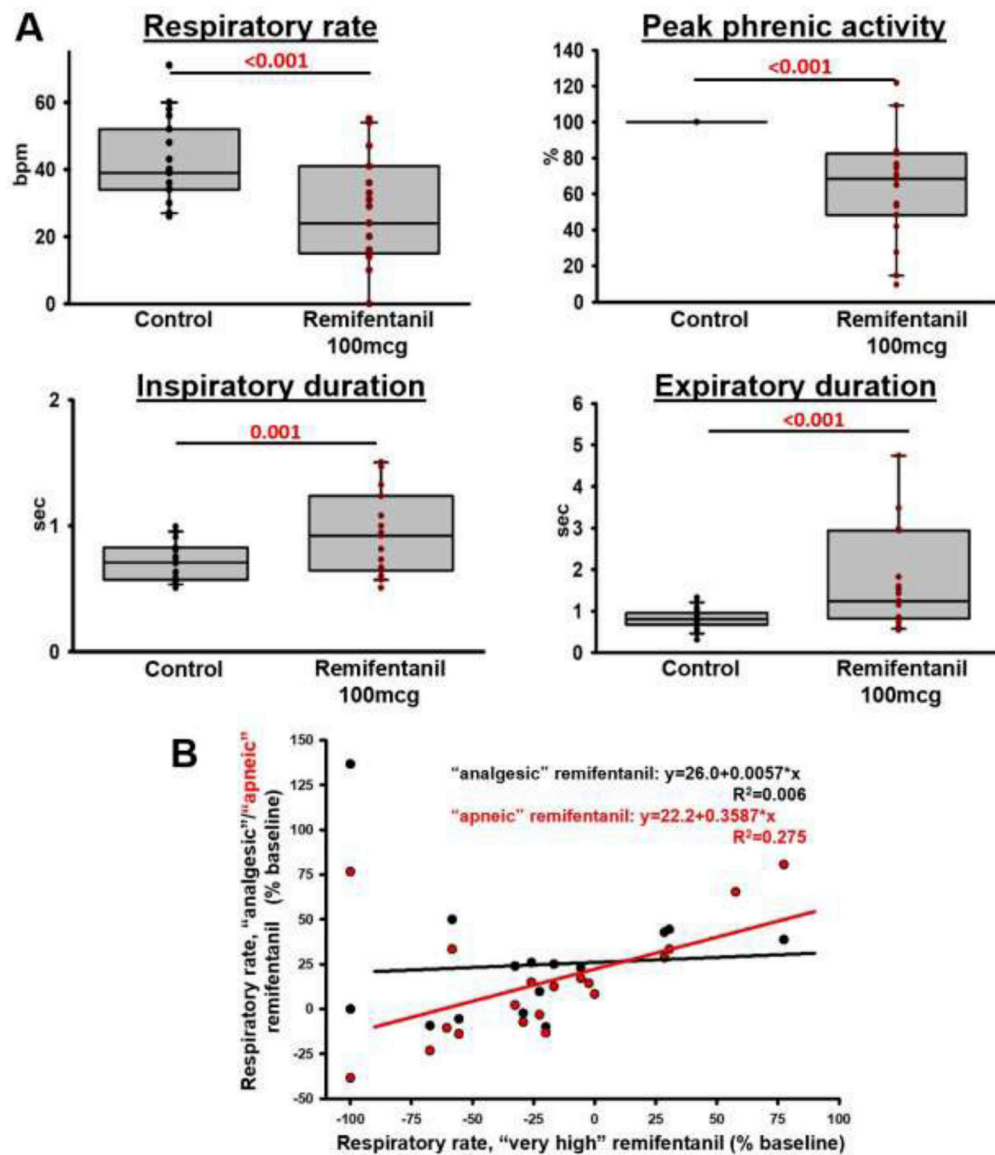 A
Respiratory rate
<0.001
60
40
20
0
bpm
Control
Remifentanil
100mcg
Peak phrenic activity
<0.001
140
120
100
80
60
40
20
0
%
Control
Remifentanil
100mcg
Inspiratory duration
0.001
2
1
0
sec
Control
Remifentanil
100mcg
Expiratory duration
<0.001
6
5
4
3
2
1
0
sec
Control
Remifentanil
100mcg
B
Respiratory rate, "analgesic"/"apneic"
remifentanil (% baseline)
150
125
100
75
50
25
0
-25
-50
"analgesic" remifentanil: y=26.0+0.0057*x
R²=0.006
"apneic" remifentanil: y=22.2+0.3587*x
R²=0.275
-100
-75
-50
-25
0
25
50
75
100
Respiratory rate, "very high" remifentanil (% baseline)